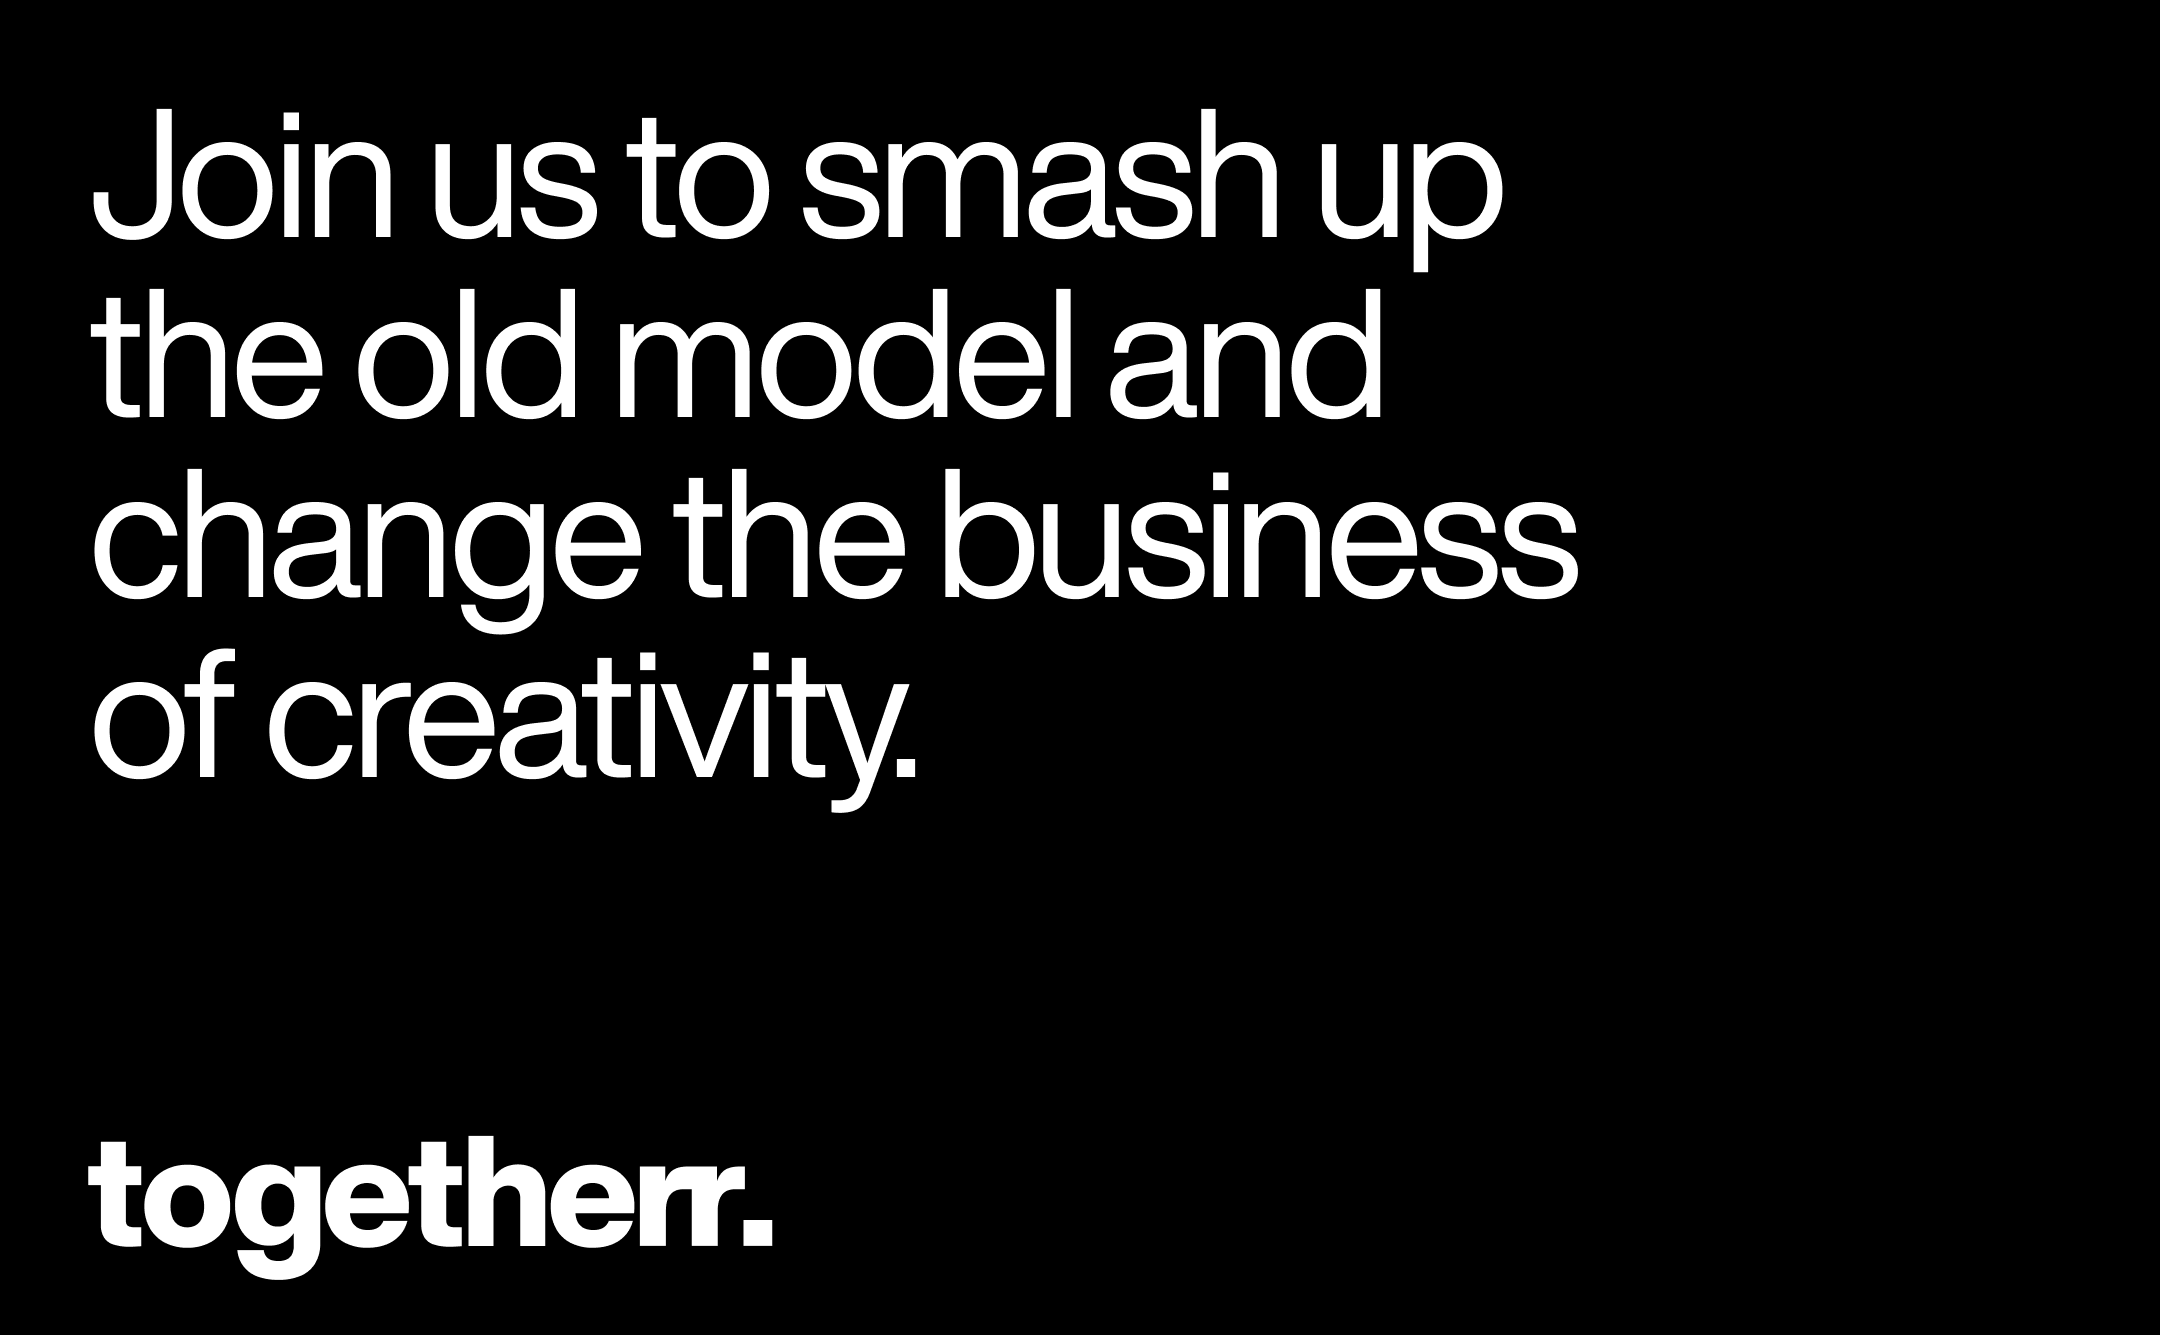 Join us to smash up
the old model and
change the business
of creativity.
togetherr.